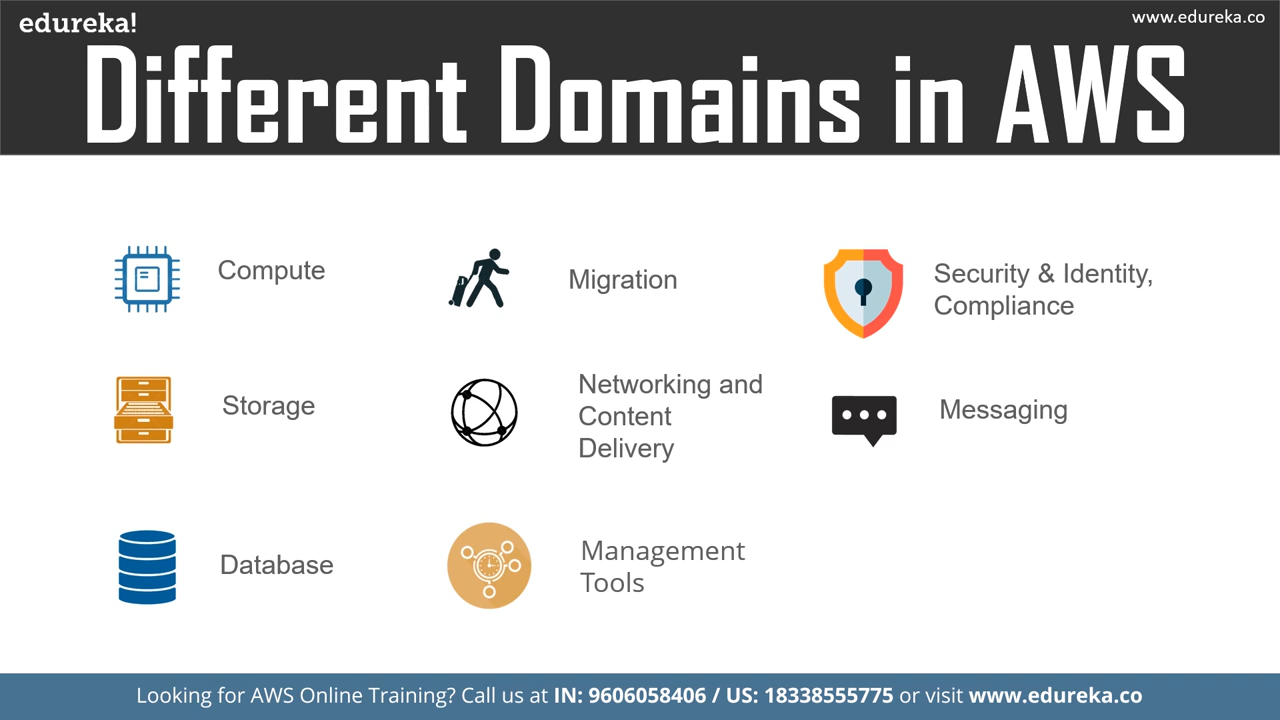 edureka!
www.edureka.co
Different Domains in AWS
Compute
Migration
Security & Identity,
Compliance
Storage
Networking and
Content
Delivery
Messaging
Database
Management
Tools
Looking for AWS Online Training? Call us at IN: 9606058406 / US: 18338555775 or visit www.edureka.co